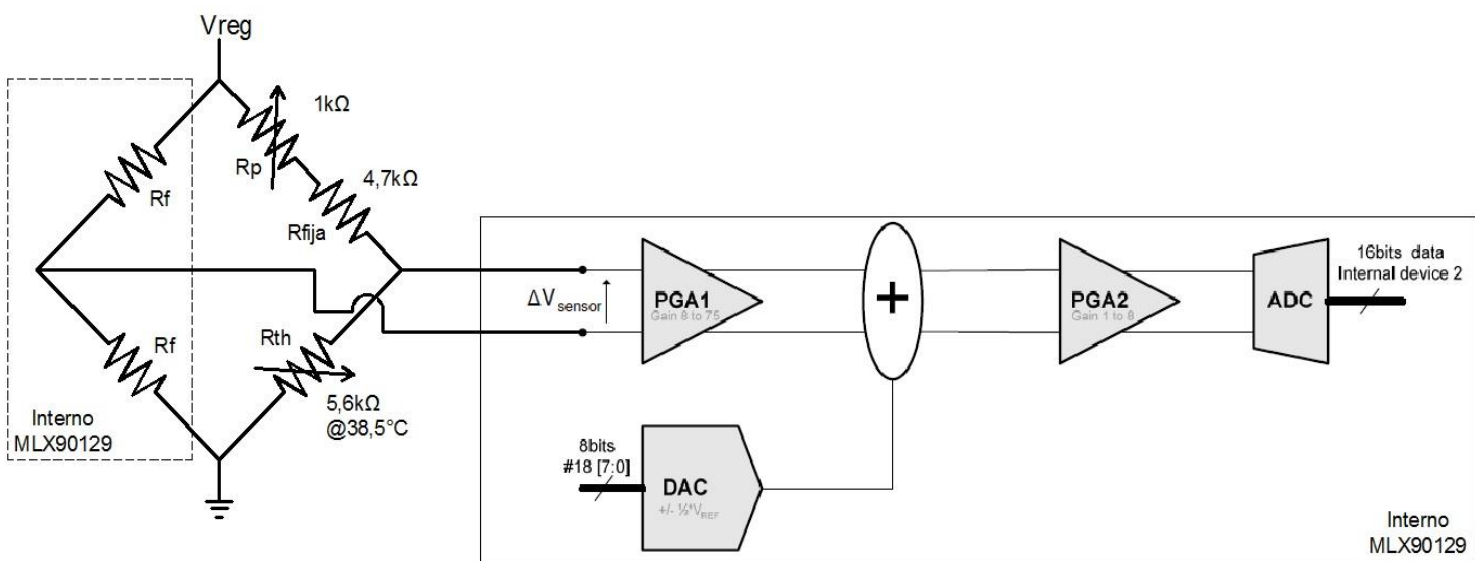 Vreg
1kΩ
Rp
4,7kΩ
Rfija
Rf
Rf
Rth
5,6kΩ
@38,5°C
Interno
MLX90129
ΔVsensor
PGA1
Gain 8 to 75
+
PGA2
Gain 1 to 8
ADC
16bits data
Internal device 2
8bits
#18 [7:0]
DAC
+/- ½*VREF
Interno
MLX90129